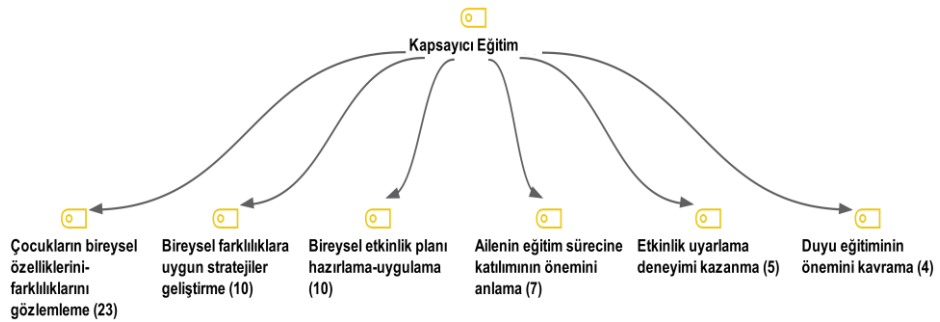 Kapsayıcı Eğitim
Çocukların bireysel
özelliklerini-
farklılıklarını
gözlemleme (23)
Bireysel farklılıklara
uygun stratejiler
geliştirme (10)
Bireysel etkinlik planı
hazırlama-uygulama
(10)
Ailenin eğitim sürecine
katılımının önemini
anlama (7)
Etkinlik uyarlama
deneyimi kazanma (5)
Duyu eğitiminin
önemini kavrama (4)